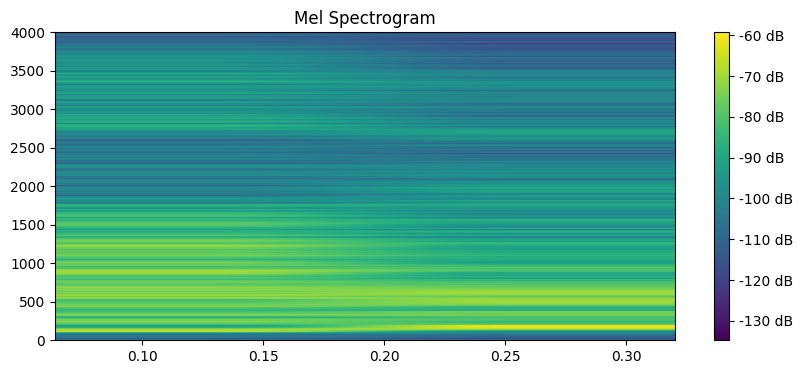 Mel Spectrogram
4000
3500
3000
2500
2000
1500
1000
500
0
0.10 0.15 0.20 0.25 0.30
-60 dB
-70 dB
-80 dB
-90 dB
-100 dB
-110 dB
-120 dB
-130 dB